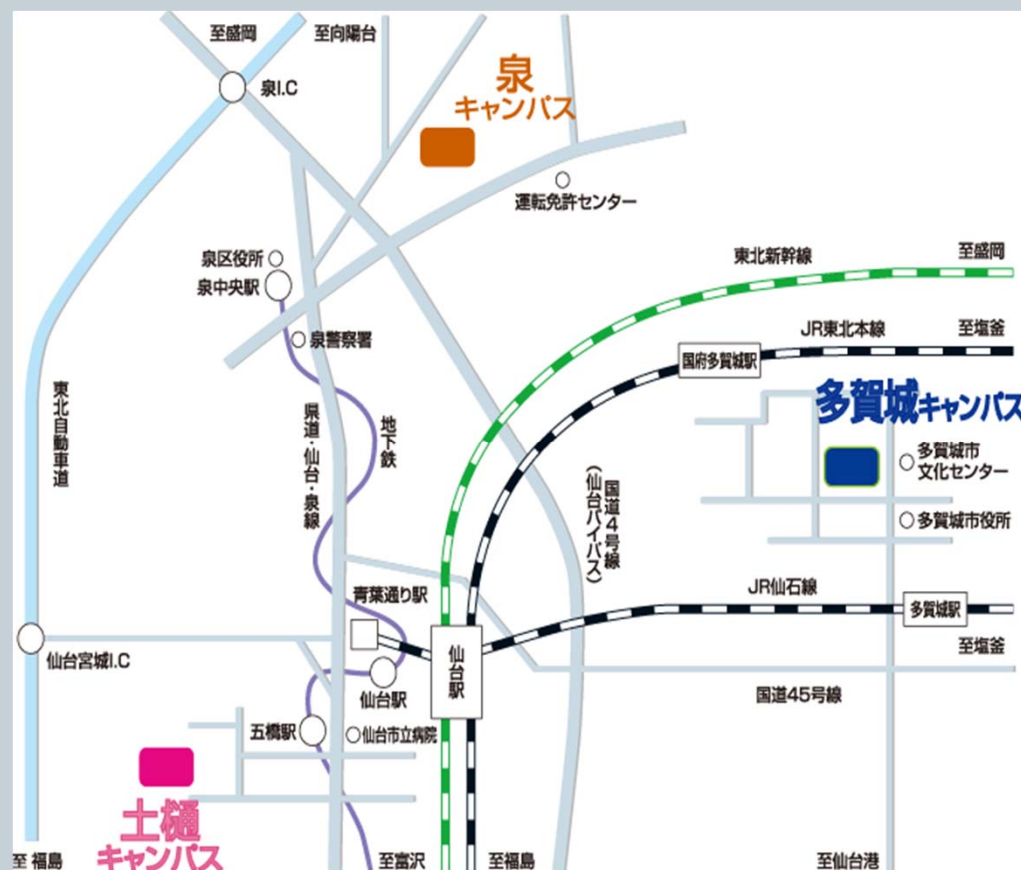 至盛岡
至向陽台
泉
キャンパス
泉I.C
運転免許センター
泉区役所
泉中央駅
東北新幹線
至盛岡
JR東北本線
至塩釜
国府多賀城駅
泉警察署
東北自動車道
県道・仙台・泉線
地下鉄
多賀城キャンパス
多賀城市
文化センター
国道4号線
(仙台バイパス)
多賀城市役所
青葉通り駅
JR仙石線
多賀城駅
仙台宮城I.C
仙台駅
至塩釜
仙台駅
国道45号線
五橋駅
仙台市立病院
土樋
キャンパス
至 福島
至富沢
至福島
至仙台港